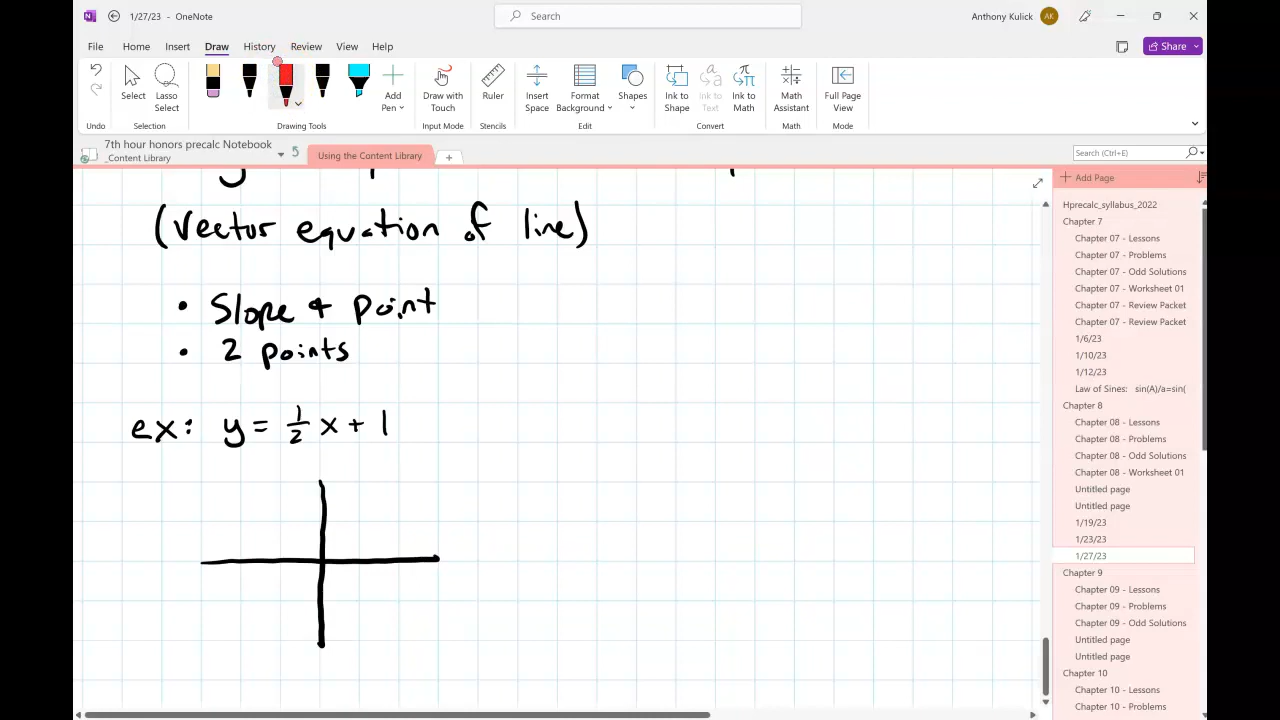 1/27/23 - OneNote
Search
Anthony Kulick
AK
File Home Insert Draw History Review View Help
Share
Undo
Select
Lasso Select
Add Pen
Draw with Touch
Ruler
Insert Space
Format Background
Shapes
Ink to Shape
Ink to Text
Ink to Math
Math Assistant
Full Page View
Selection
Drawing Tools
Input Mode
Stencils
Edit
Convert
Math
Mode
7th hour honors precalc Notebook
_Content Library
Using the Content Library
Search (Ctrl+E)
Add Page
(Vector equation of line)
• Slope + point
• 2 points
ex: y = 1/2 x + 1
Hprecalc_syllabus_2022
Chapter 7
Chapter 07 - Lessons
Chapter 07 - Problems
Chapter 07 - Odd Solutions
Chapter 07 - Worksheet 01
Chapter 07 - Review Packet
Chapter 07 - Review Packet
1/6/23
1/10/23
1/12/23
Law of Sines: sin(A)/a=sin(
Chapter 8
Chapter 08 - Lessons
Chapter 08 - Problems
Chapter 08 - Odd Solutions
Chapter 08 - Worksheet 01
Untitled page
Untitled page
1/19/23
1/23/23
1/27/23
Chapter 9
Chapter 09 - Lessons
Chapter 09 - Problems
Chapter 09 - Odd Solutions
Untitled page
Untitled page
Chapter 10
Chapter 10 - Lessons
Chapter 10 - Problems